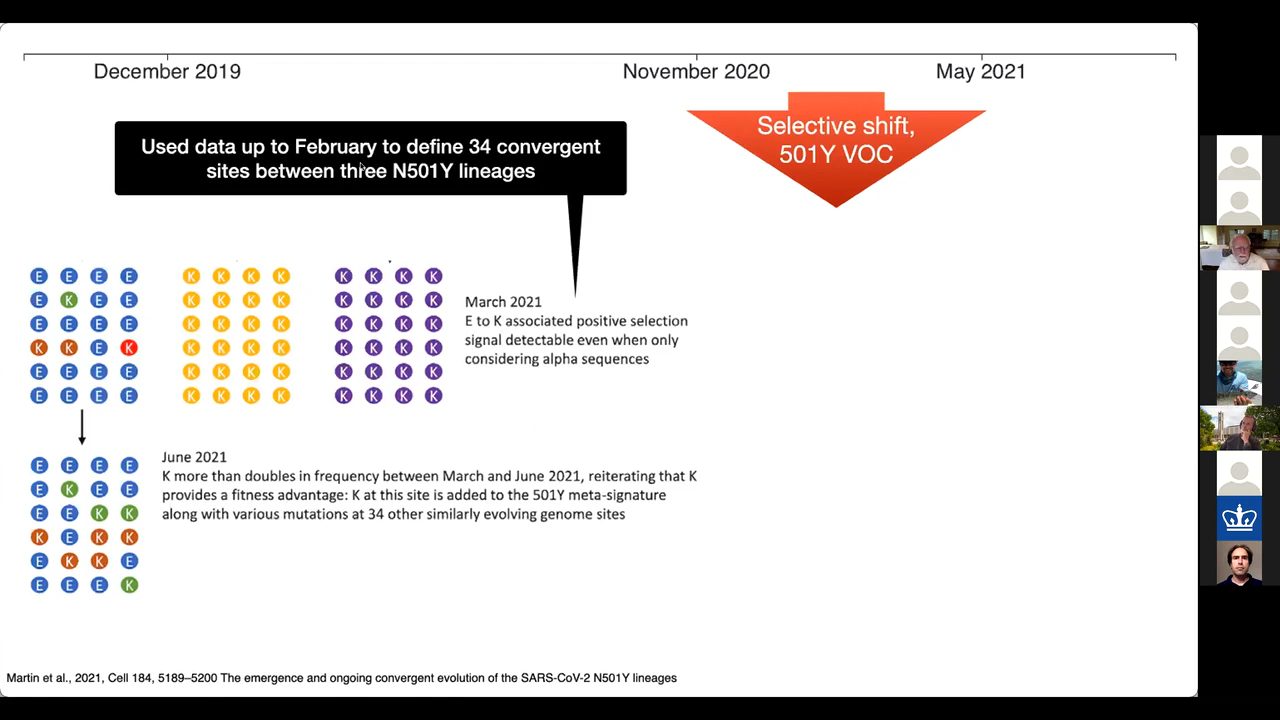 December 2019
November 2020
May 2021
Used data up to February to define 34 convergent
sites between three N501Y lineages
Selective shift,
501Y VOC
E E E E K K K K K K K K
E K E E K K K K K K K K
E E E E K K K K K K K K
K K E K K K K K K K K K
E E E E K K K K K K K K
E E E E K K K K K K K K
March 2021
E to K associated positive selection
signal detectable even when only
considering alpha sequences
E E E E
E K E E
E E K K
K E K K
E K K E
E E E K
June 2021
K more than doubles in frequency between March and June 2021, reiterating that K
provides a fitness advantage: K at this site is added to the 501Y meta-signature
along with various mutations at 34 other similarly evolving genome sites
Martin et al., 2021, Cell 184, 5189–5200 The emergence and ongoing convergent evolution of the SARS-CoV-2 N501Y lineages